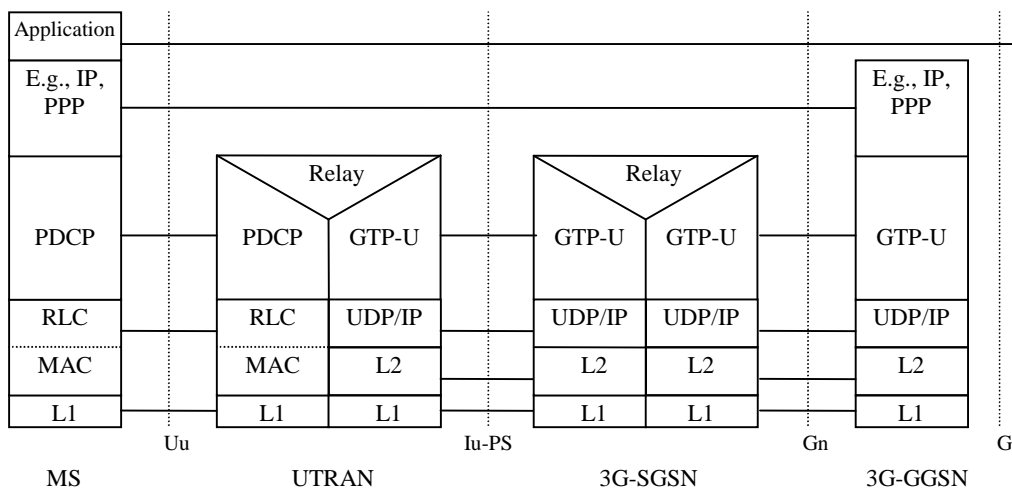 Application
E.g., IP,
PPP
E.g., IP,
PPP
Relay
Relay
PDCP
PDCP
GTP-U
GTP-U
GTP-U
GTP-U
RLC
RLC
UDP/IP
UDP/IP
UDP/IP
UDP/IP
MAC
MAC
L2
L2
L2
L2
L1
L1
L1
L1
L1
L1
Uu
Iu-PS
Gn
G
MS
UTRAN
3G-SGSN
3G-GGSN